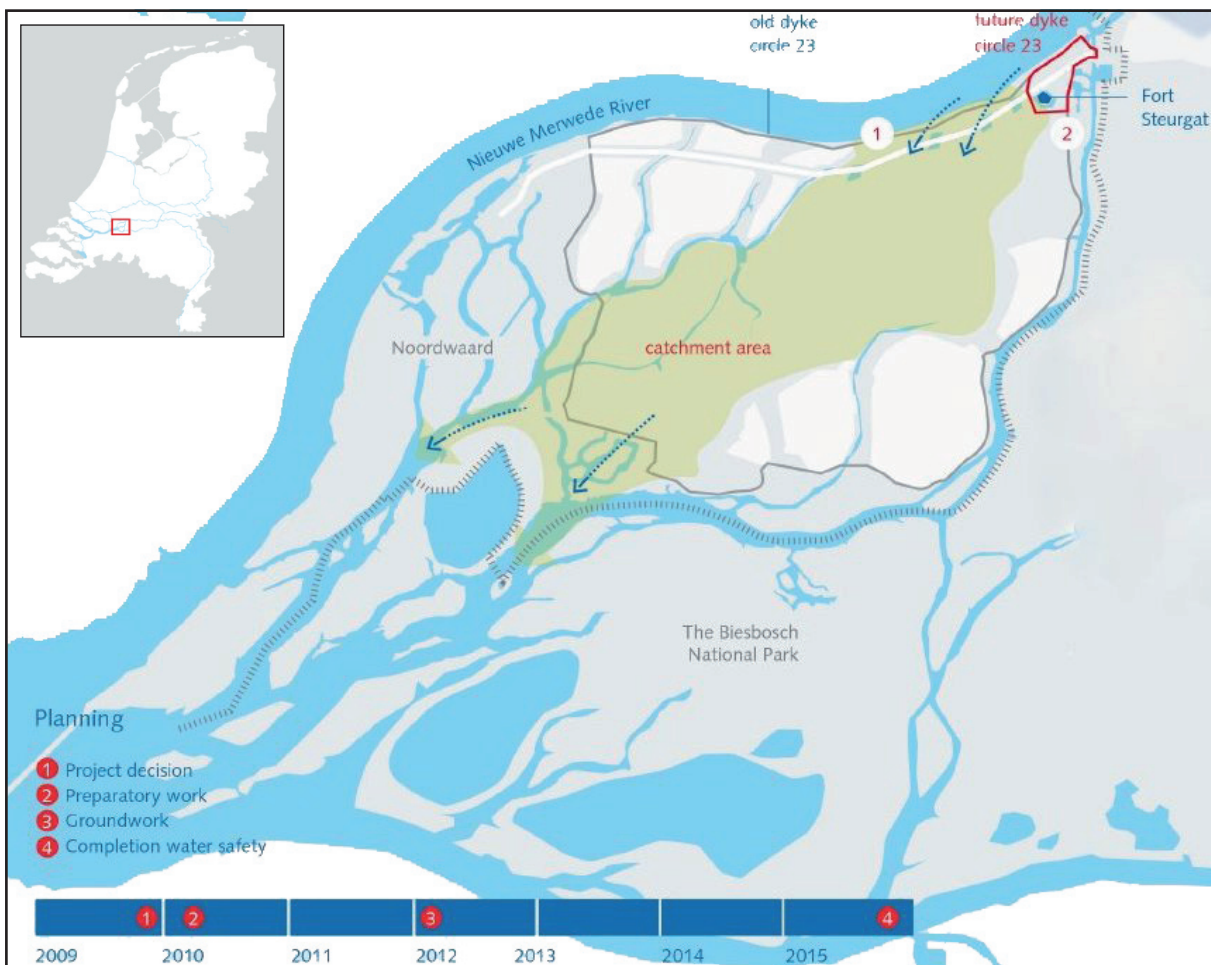 old dyke
circle 23
future dyke
circle 23
Fort
Steurgat
Nieuwe Merwede River
1
2
Noordwaard
catchment area
The Biesbosch
National Park
Planning
1 Project decision
2 Preparatory work
3 Groundwork
4 Completion water safety
1 2 3 4
2009 2010 2011 2012 2013 2014 2015